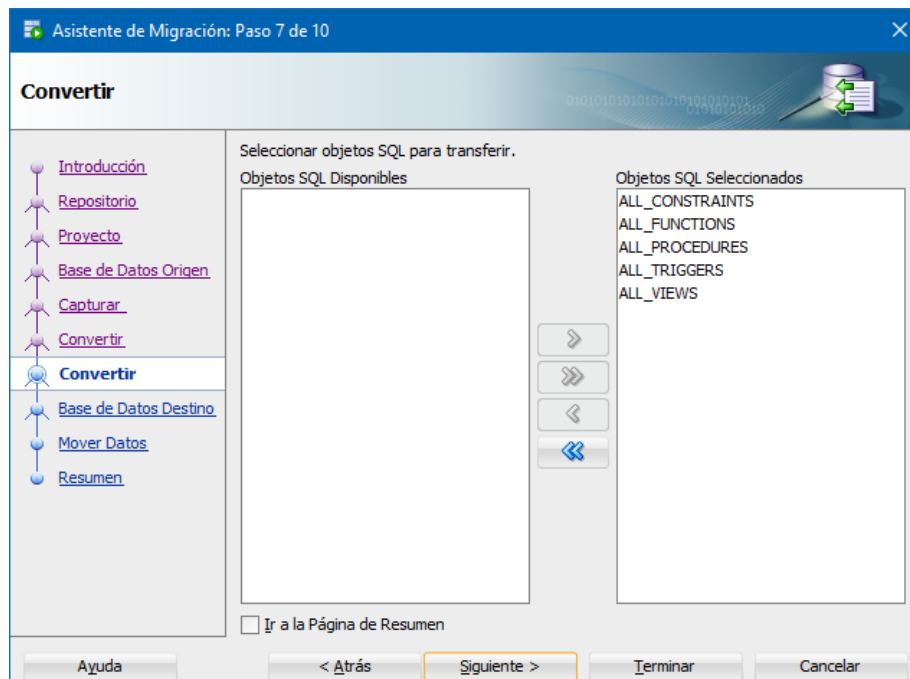 Asistente de Migración: Paso 7 de 10
Convertir
Introducción
Repositorio
Proyecto
Base de Datos Origen
Capturar
Convertir
Convertir
Base de Datos Destino
Mover Datos
Resumen
Seleccionar objetos SQL para transferir.
Objetos SQL Disponibles
Objetos SQL Seleccionados
ALL_CONSTRAINTS
ALL_FUNCTIONS
ALL_PROCEDURES
ALL_TRIGGERS
ALL_VIEWS
Ir a la Página de Resumen
Ayuda
< Atrás
Siguiente >
Terminar
Cancelar